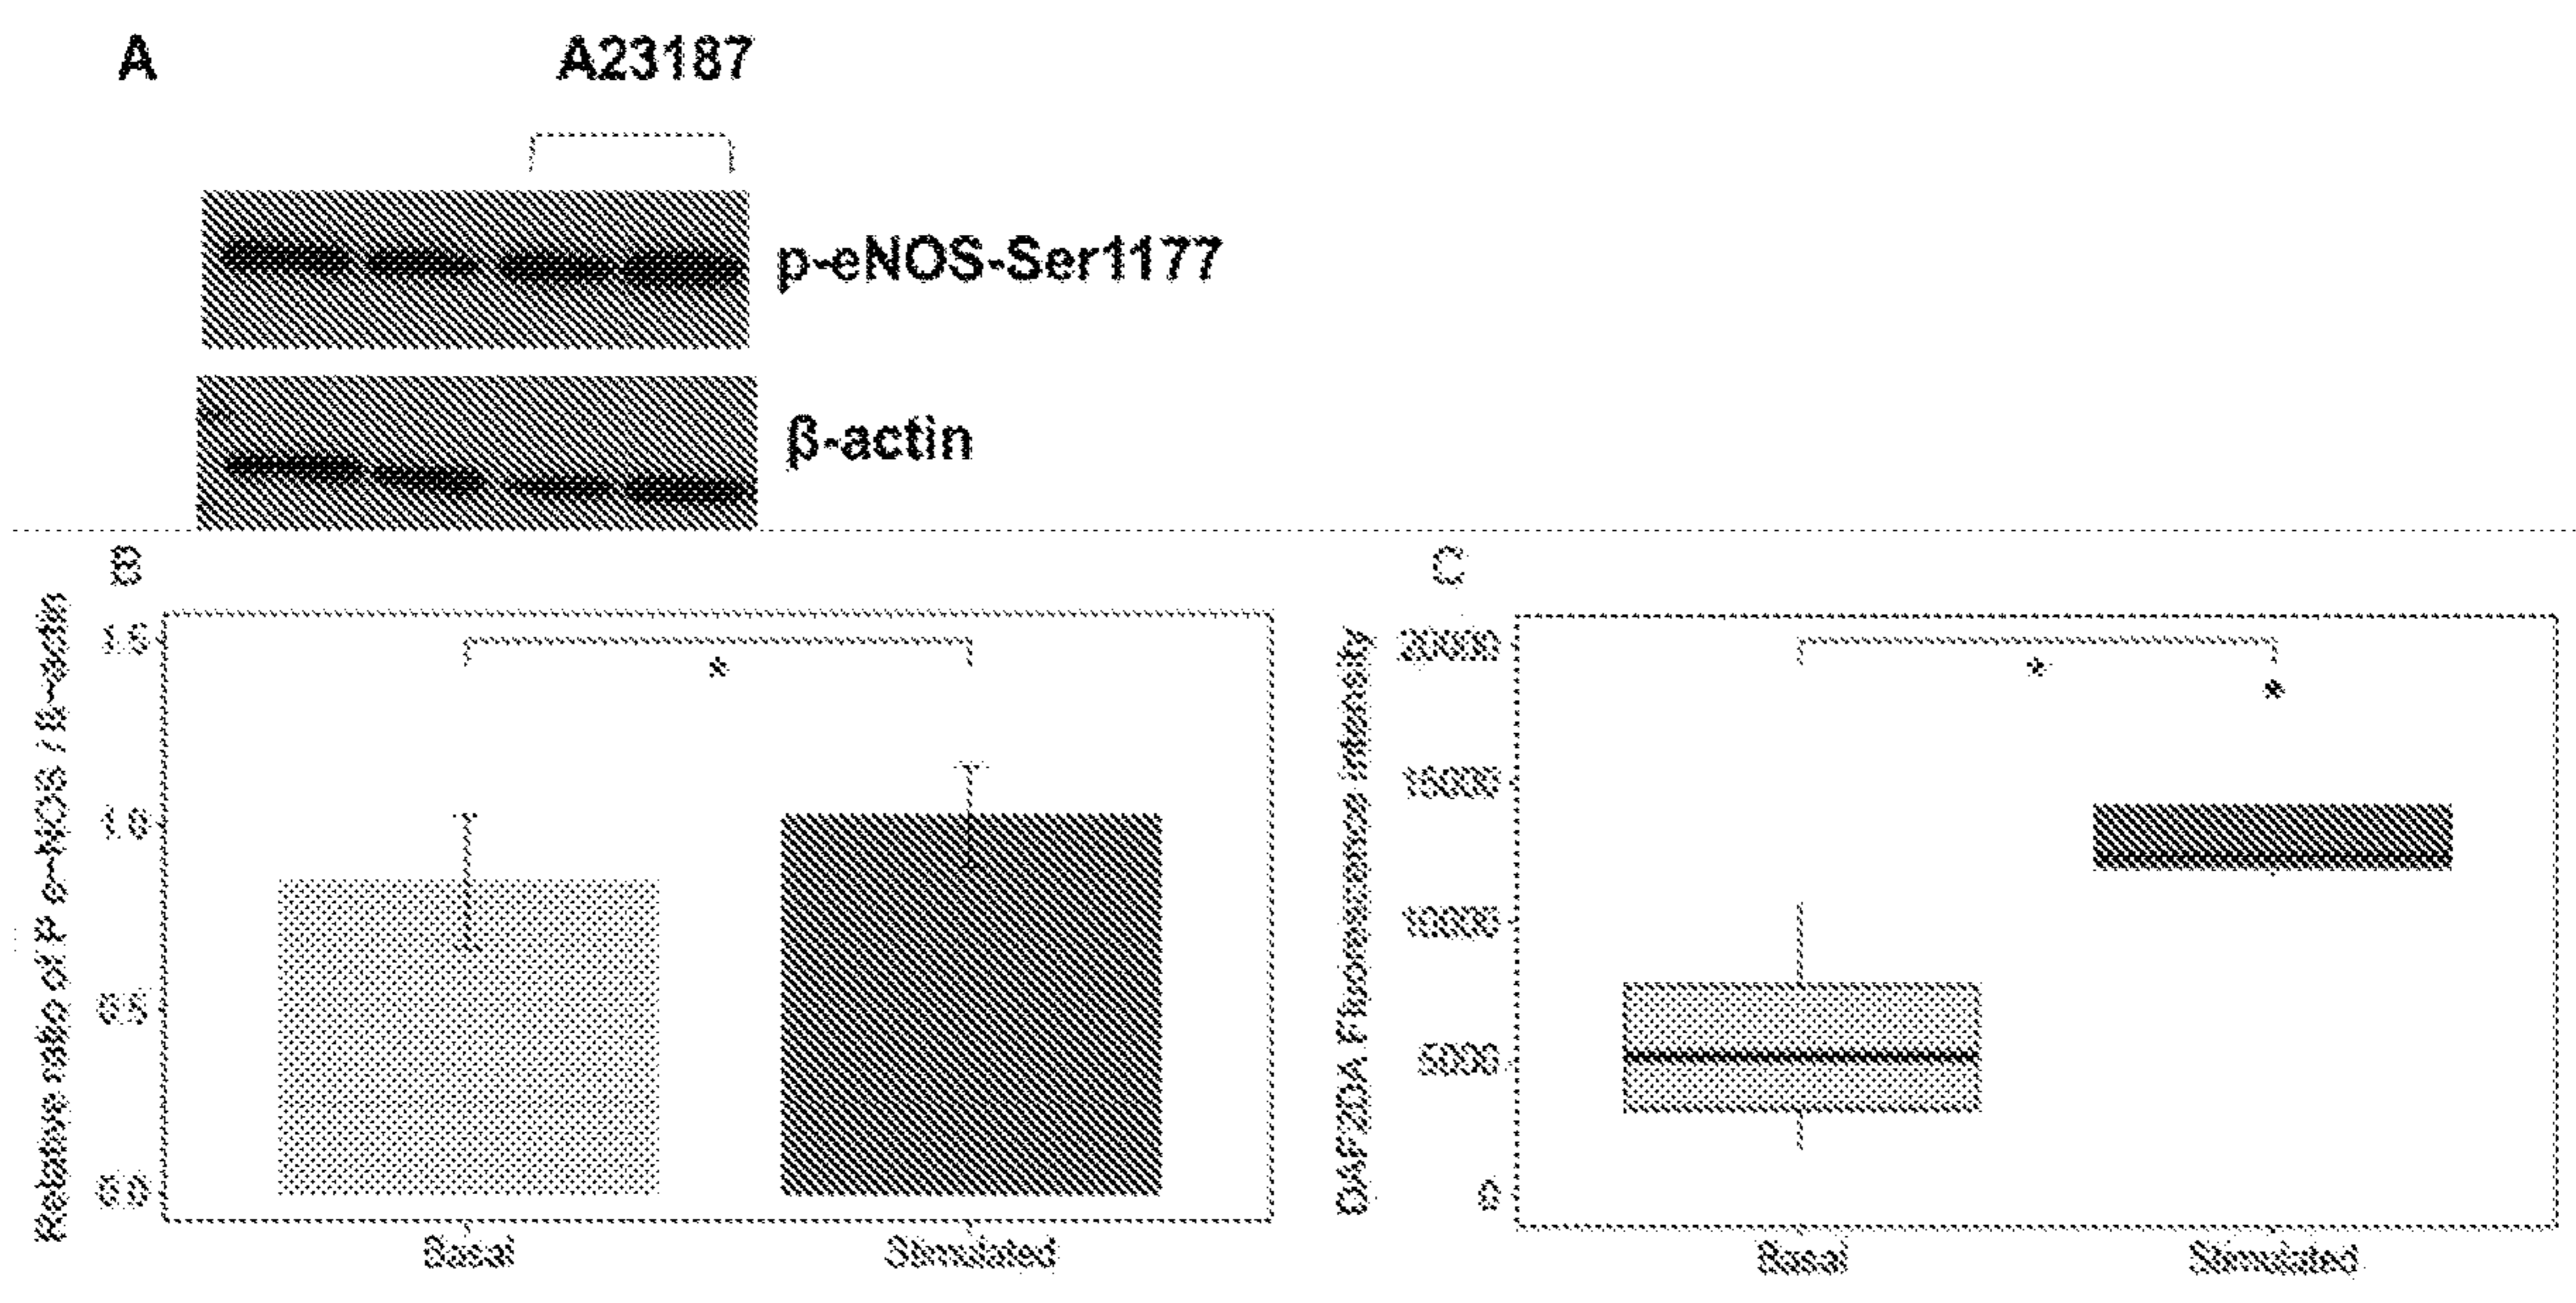 A
A23187
p-eNOS-Ser1177
β-actin
B
Relative ratio of P e-NOS / ß-actin
1.5
1.0
0.5
0.0
*
Basal
Stimulated
C
DAF2DA Fluorescence intensity
20000
15000
10000
5000
0
*
*
Basal
Stimulated